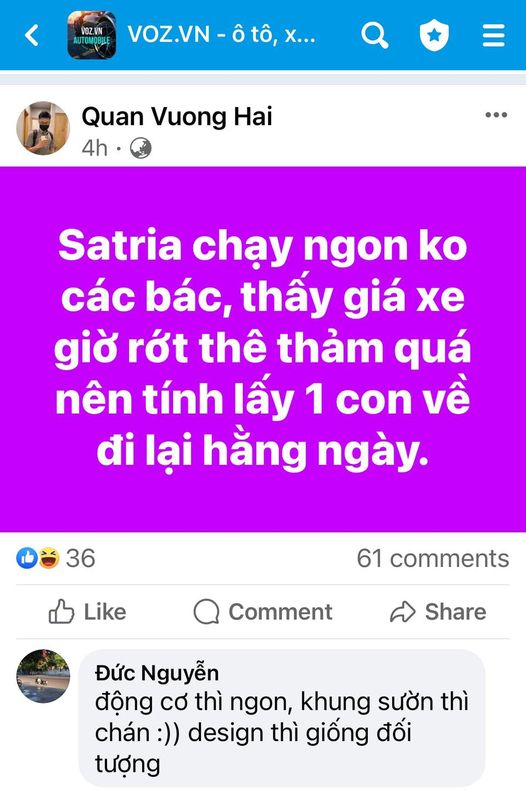 VOZ.VN
AUTOMOBILE
VOZ.VN - ô tô, x...
Quan Vuong Hai
4h ·
Satria chạy ngon ko
các bác, thấy giá xe
giờ rớt thê thảm quá
nên tính lấy 1 con về
đi lại hằng ngày.
36
61 comments
Like
Comment
Share
Đức Nguyễn
động cơ thì ngon, khung sườn thì
chán :)) design thì giống đối
tượng